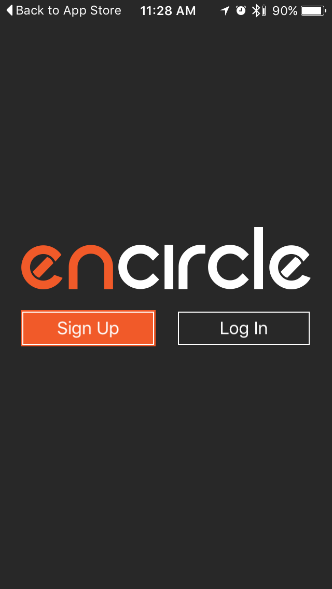 Back to App Store 11:28 AM 90%
encircle
Sign Up Log In